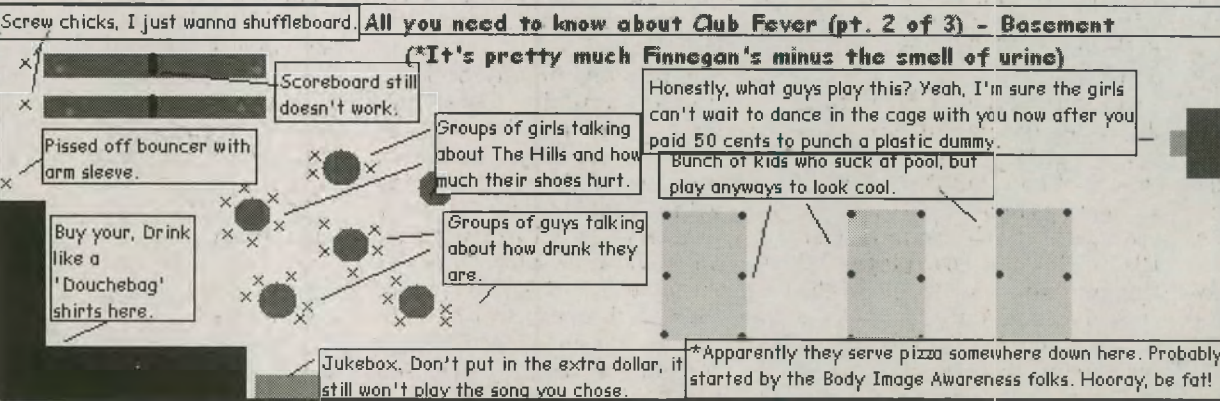 Screw chicks, I just wanna shuffleboard.
All you need to know about Club Fever (pt. 2 of 3) - Basement
(*It's pretty much Finnegan's minus the smell of urine)
Scoreboard still
doesn't work.
Honestly, what guys play this? Yeah, I'm sure the girls
can't wait to dance in the cage with you now after you
paid 50 cents to punch a plastic dummy.
Pissed off bouncer with
arm sleeve.
Groups of girls talking
about The Hills and how
much their shoes hurt.
Bunch of kids who suck at pool, but
play anyways to look cool.
Buy your, Drink
like a
'Douchebag'
shirts here.
Groups of guys talking
about how drunk they
are.
Jukebox. Don't put in the extra dollar, it
still won't play the song you chose.
*Apparently they serve pizza somewhere down here. Probably
started by the Body Image Awareness folks. Hooray, be fat!